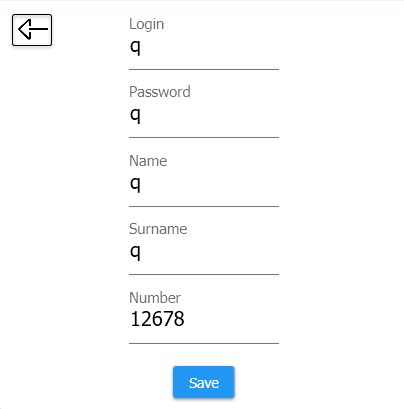 Login
q
Password
q
Name
q
Surname
q
Number
12678
Save